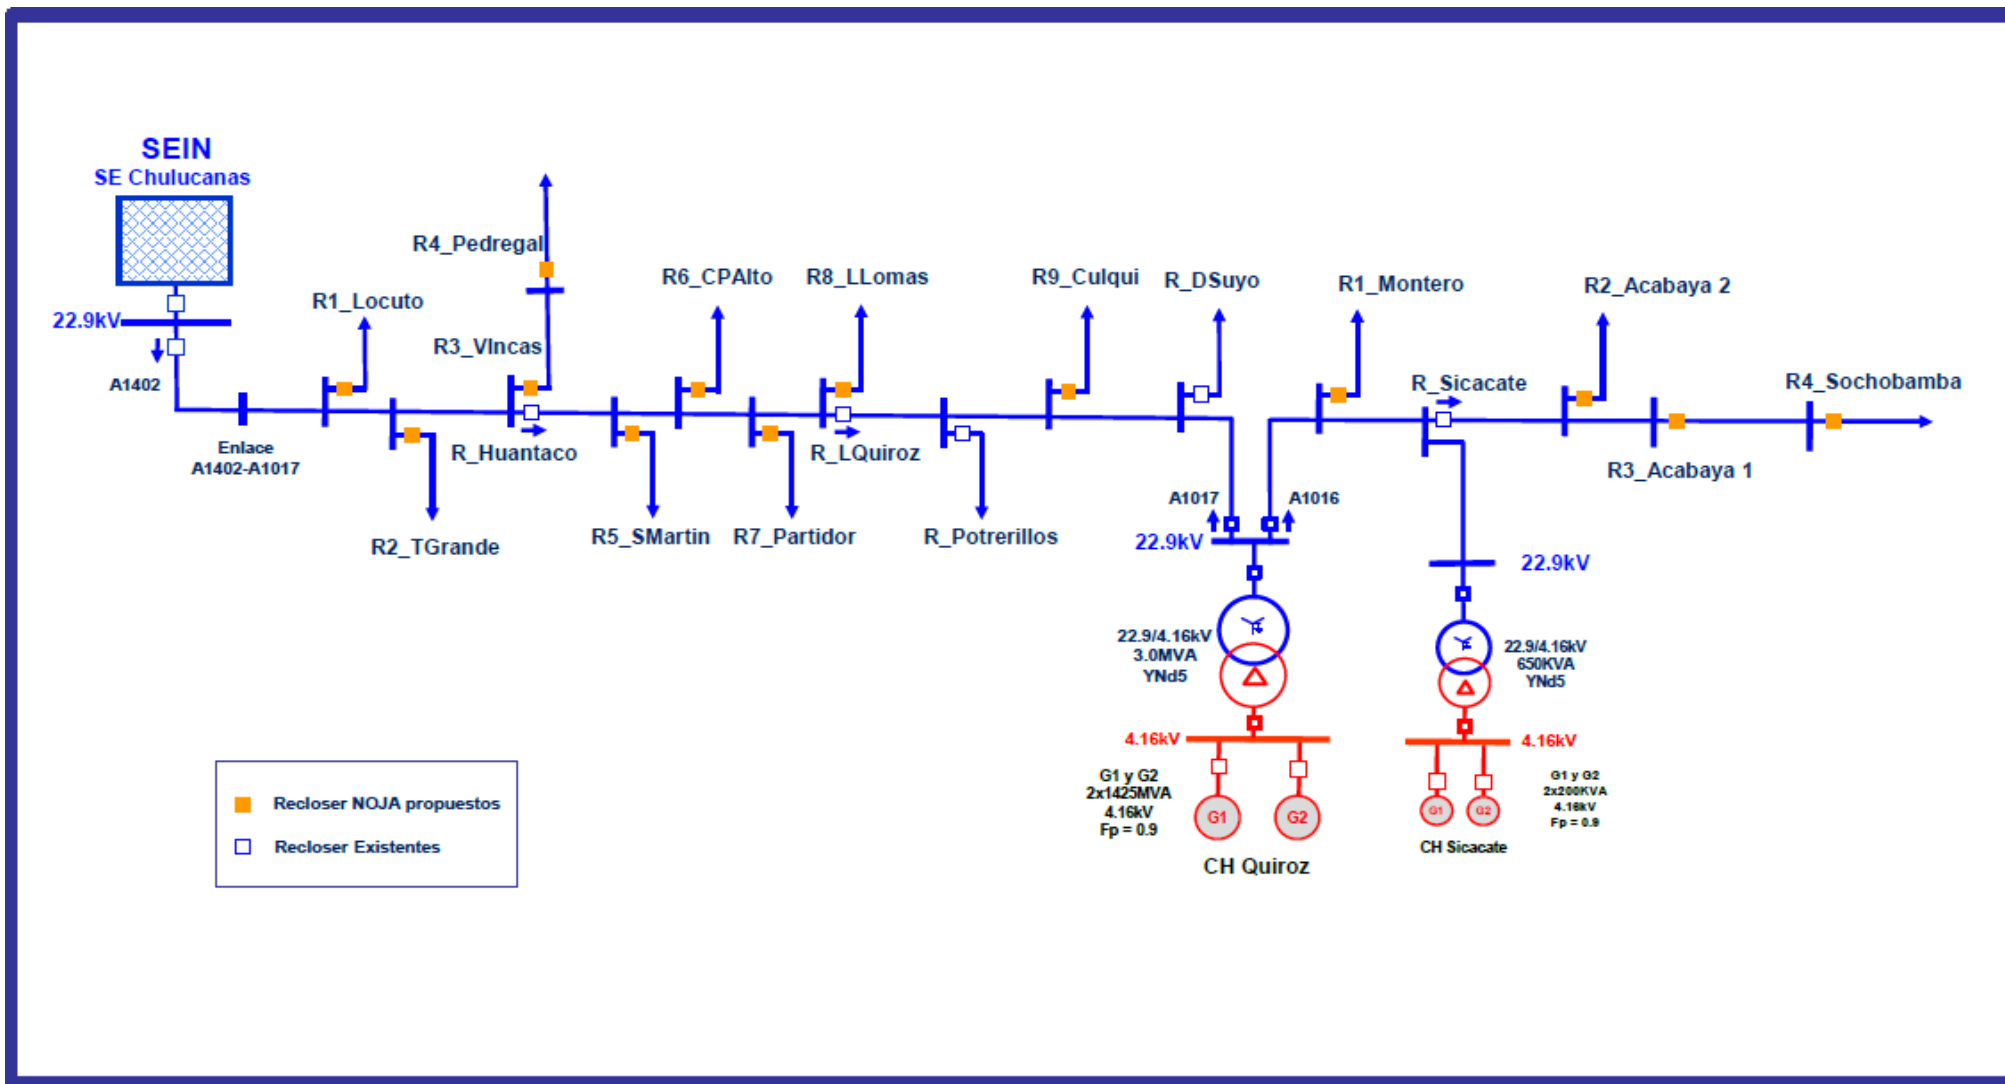 SEIN
SE Chulucanas
22.9kV
A1402
Enlace
A1402-A1017
R1_Locuto
R2_TGrande
R4_Pedregal
R3_VIncas
R_Huantaco
R5_SMartin
R6_CPAlto
R7_Partidor
R8_LLomas
R_LQuiroz
R_Potrerillos
R9_Culqui
R_DSuyo
A1017
A1016
22.9kV
R1_Montero
R_Sicacate
R2_Acabaya 2
R3_Acabaya 1
R4_Sochobamba
22.9kV
22.9/4.16kV
3.0MVA
YNd5
22.9/4.16kV
650KVA
YNd5
4.16kV
4.16kV
G1 y G2
2x1425MVA
4.16kV
Fp = 0.9
G1
G2
CH Quiroz
G1
G2
CH Sicacate
G1 y G2
2x200KVA
4.16kV
Fp = 0.9
Recloser NOJA propuestos
Recloser Existentes